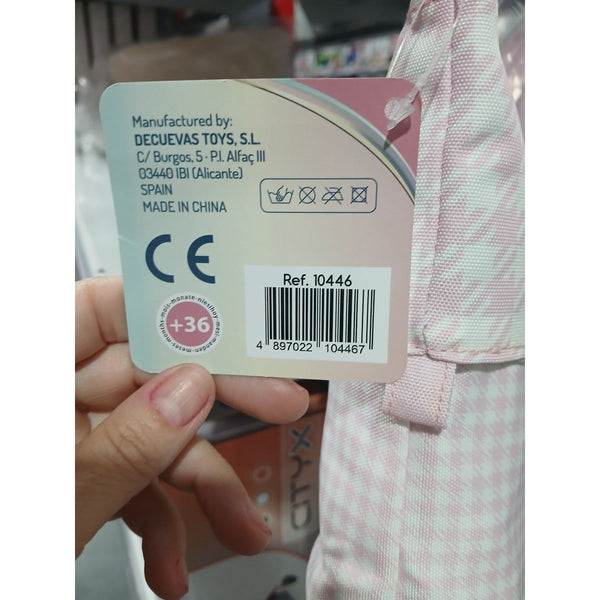 Manufactured by:
DECUEVAS TOYS, S.L.
C/ Burgos, 5 - P.I. Alfaç III
03440 IBI (Alicante)
SPAIN
MADE IN CHINA
CE
Ref. 10446
4 897022 104467
+36
CITYX